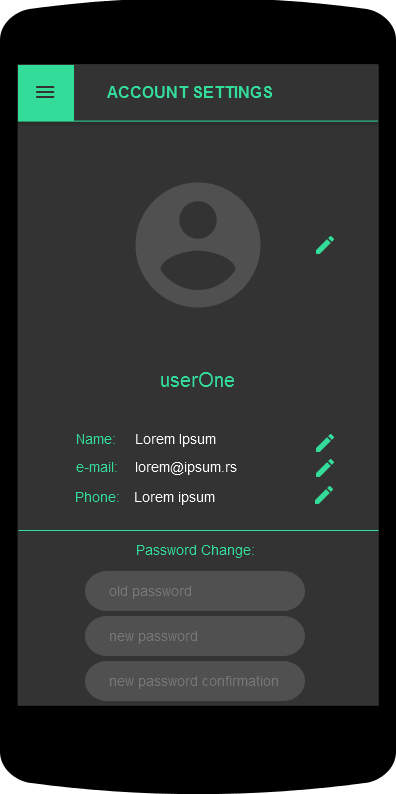 ACCOUNT SETTINGS
userOne
Name: Lorem Ipsum
e-mail: lorem@ipsum.rs
Phone: Lorem ipsum
Password Change:
old password
new password
new password confirmation